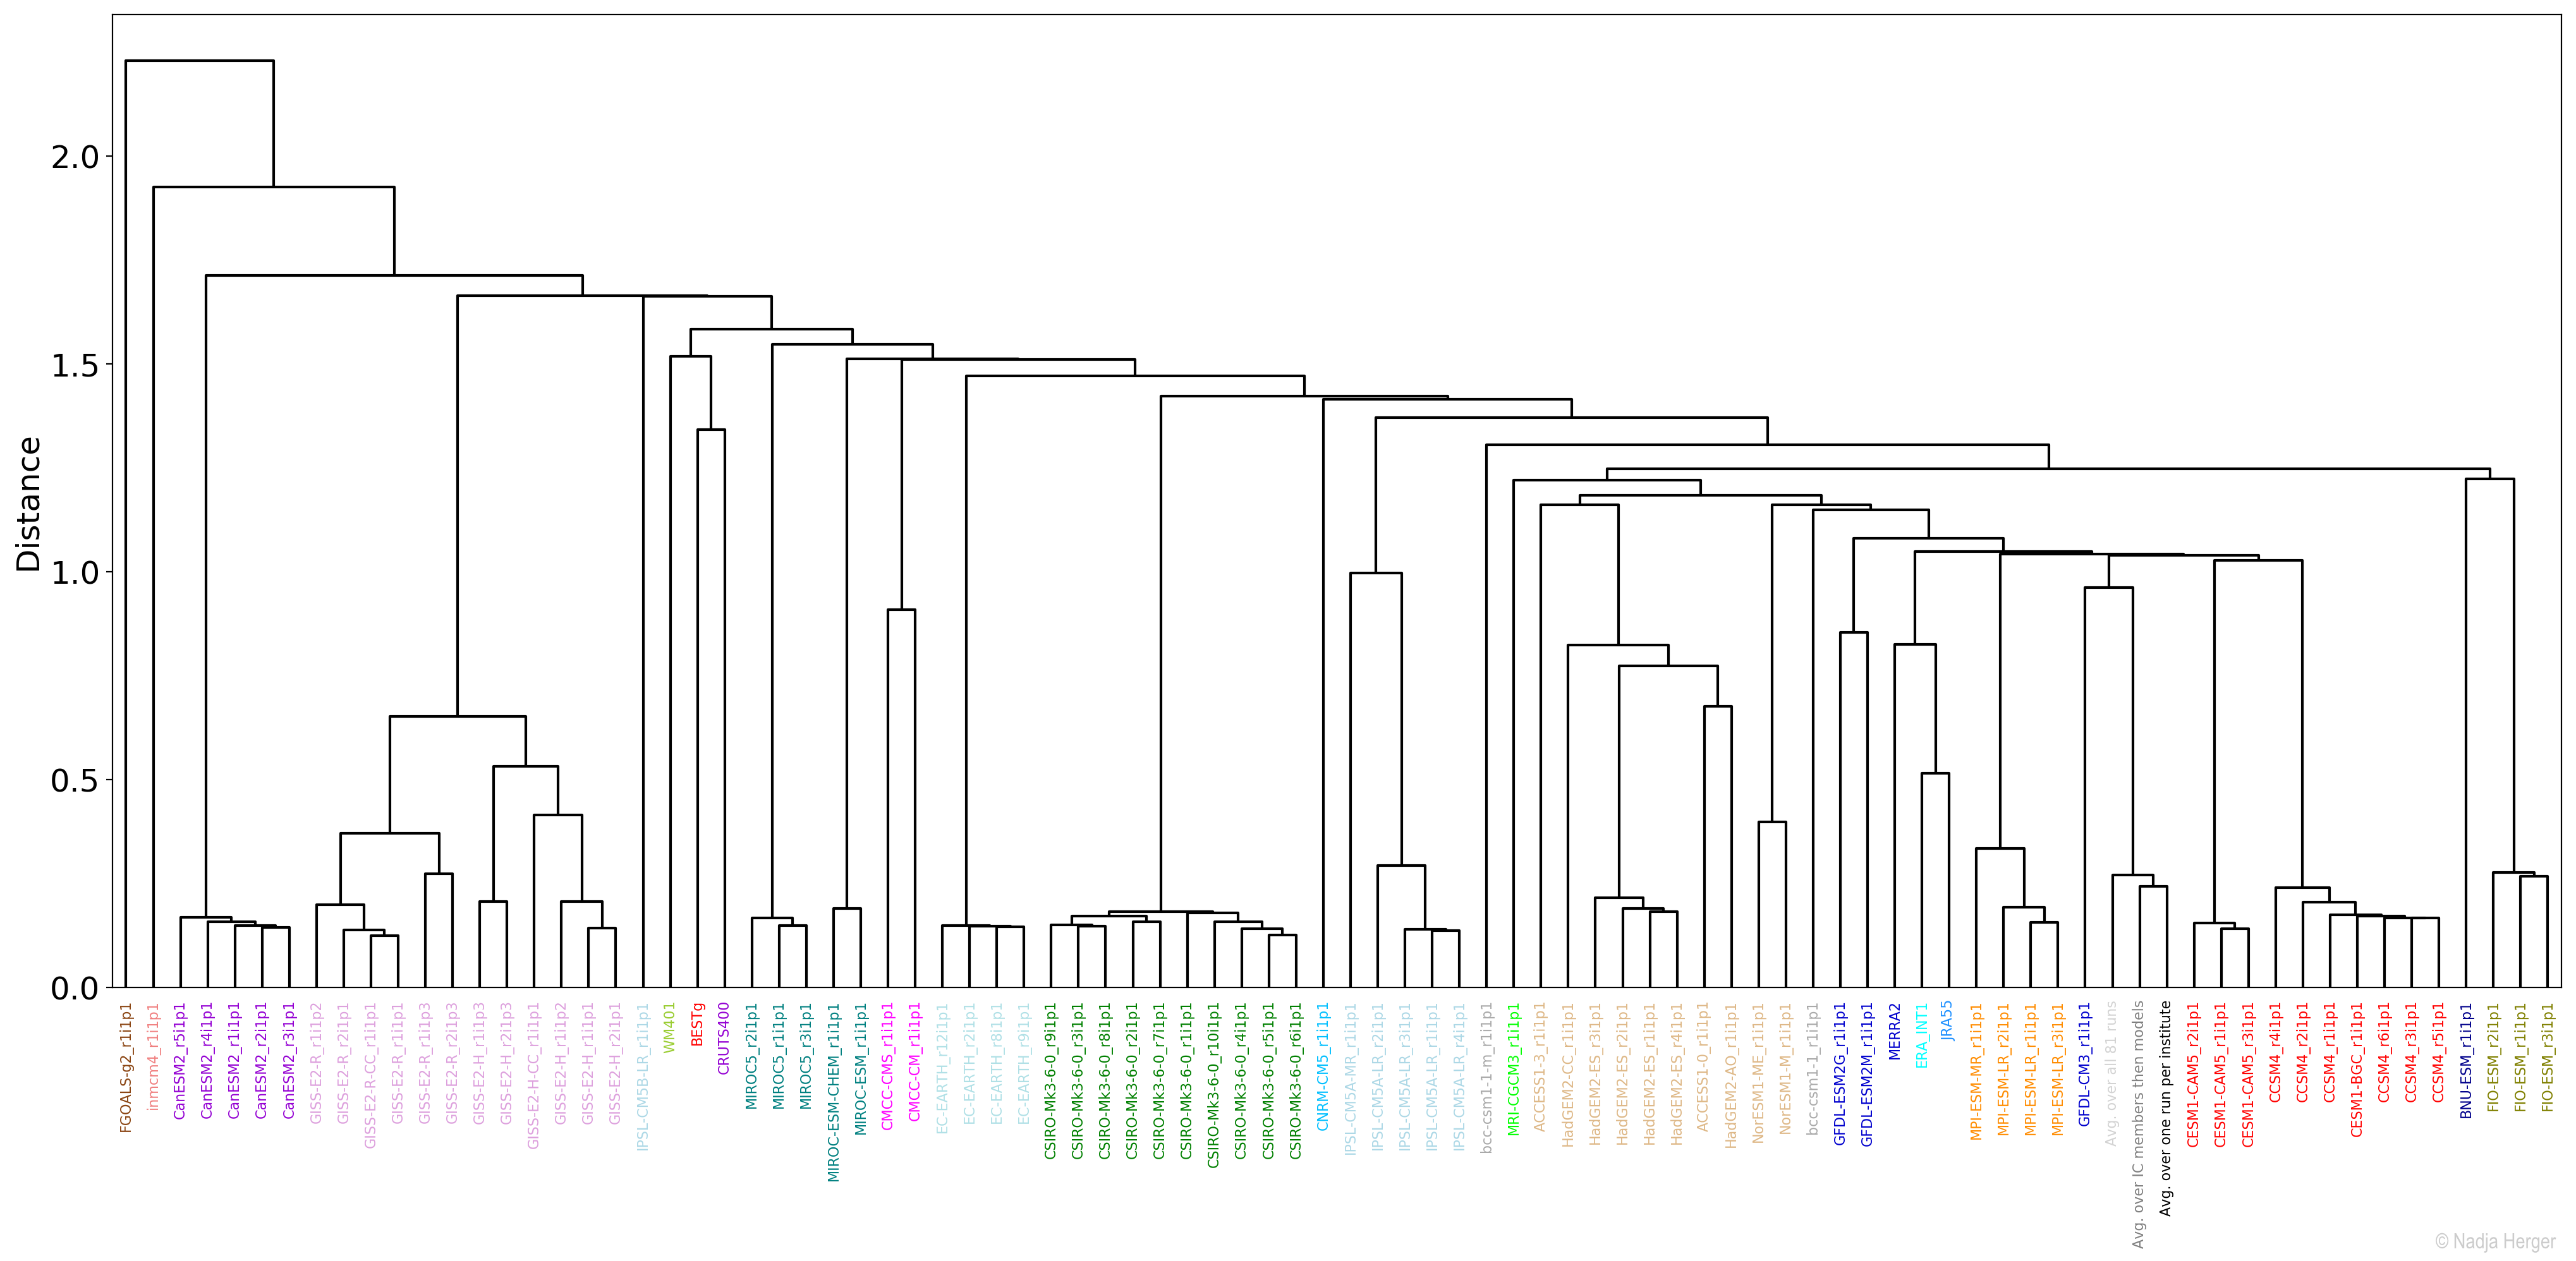 Distance
2.0
1.5
1.0
0.5
0.0
FGOALS-g2_r1i1p1
inmcm4_r1i1p1
CanESM2_r5i1p1
CanESM2_r4i1p1
CanESM2_r1i1p1
CanESM2_r2i1p1
CanESM2_r3i1p1
GISS-E2-R_r1i1p2
GISS-E2-R_r2i1p1
GISS-E2-R-CC_r1i1p1
GISS-E2-R_r1i1p1
GISS-E2-R_r1i1p3
GISS-E2-R_r2i1p3
GISS-E2-H_r1i1p3
GISS-E2-H_r2i1p3
GISS-E2-H-CC_r1i1p1
GISS-E2-H_r1i1p2
GISS-E2-H_r1i1p1
GISS-E2-H_r2i1p1
IPSL-CM5B-LR_r1i1p1
WM401
BESTg
CRUTS400
MIROC5_r2i1p1
MIROC5_r1i1p1
MIROC5_r3i1p1
MIROC-ESM-CHEM_r1i1p1
MIROC-ESM_r1i1p1
CMCC-CMS_r1i1p1
CMCC-CM_r1i1p1
EC-EARTH_r12i1p1
EC-EARTH_r2i1p1
EC-EARTH_r8i1p1
EC-EARTH_r9i1p1
CSIRO-Mk3-6-0_r9i1p1
CSIRO-Mk3-6-0_r3i1p1
CSIRO-Mk3-6-0_r8i1p1
CSIRO-Mk3-6-0_r2i1p1
CSIRO-Mk3-6-0_r7i1p1
CSIRO-Mk3-6-0_r1i1p1
CSIRO-Mk3-6-0_r10i1p1
CSIRO-Mk3-6-0_r4i1p1
CSIRO-Mk3-6-0_r5i1p1
CSIRO-Mk3-6-0_r6i1p1
CNRM-CM5_r1i1p1
IPSL-CM5A-MR_r1i1p1
IPSL-CM5A-LR_r2i1p1
IPSL-CM5A-LR_r3i1p1
IPSL-CM5A-LR_r1i1p1
IPSL-CM5A-LR_r4i1p1
bcc-csm1-1-m_r1i1p1
MRI-CGCM3_r1i1p1
ACCESS1-3_r1i1p1
HadGEM2-CC_r1i1p1
HadGEM2-ES_r3i1p1
HadGEM2-ES_r2i1p1
HadGEM2-ES_r1i1p1
HadGEM2-ES_r4i1p1
ACCESS1-0_r1i1p1
HadGEM2-AO_r1i1p1
NorESM1-ME_r1i1p1
NorESM1-M_r1i1p1
bcc-csm1-1_r1i1p1
GFDL-ESM2G_r1i1p1
GFDL-ESM2M_r1i1p1
MERRA2
ERA_INT1
JRA55
MPI-ESM-MR_r1i1p1
MPI-ESM-LR_r2i1p1
MPI-ESM-LR_r1i1p1
MPI-ESM-LR_r3i1p1
GFDL-CM3_r1i1p1
Avg. over all 81 runs
Avg. over IC members then models
Avg. over one run per institute
CESM1-CAM5_r2i1p1
CESM1-CAM5_r1i1p1
CESM1-CAM5_r3i1p1
CCSM4_r4i1p1
CCSM4_r2i1p1
CCSM4_r1i1p1
CESM1-BGC_r1i1p1
CCSM4_r6i1p1
CCSM4_r3i1p1
CCSM4_r5i1p1
BNU-ESM_r1i1p1
FIO-ESM_r2i1p1
FIO-ESM_r1i1p1
FIO-ESM_r3i1p1
© Nadja Herger